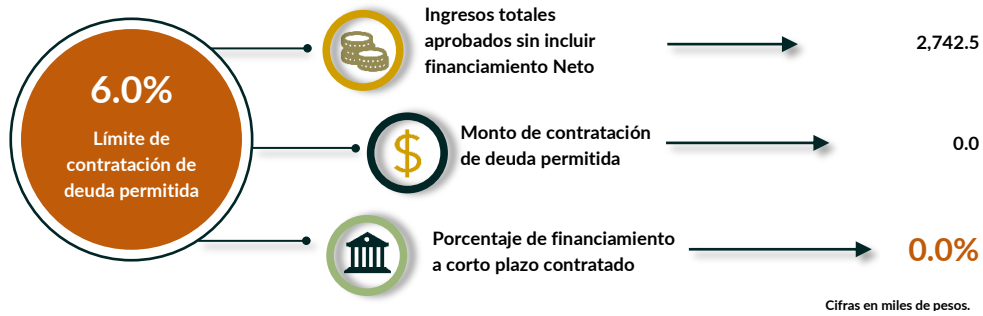 6.0%
Límite de
contratación de
deuda permitida
Ingresos totales
aprobados sin incluir
financiamiento Neto
2,742.5
$
Monto de contratación
de deuda permitida
0.0
Porcentaje de financiamiento
a corto plazo contratado
0.0%
Cifras en miles de pesos.